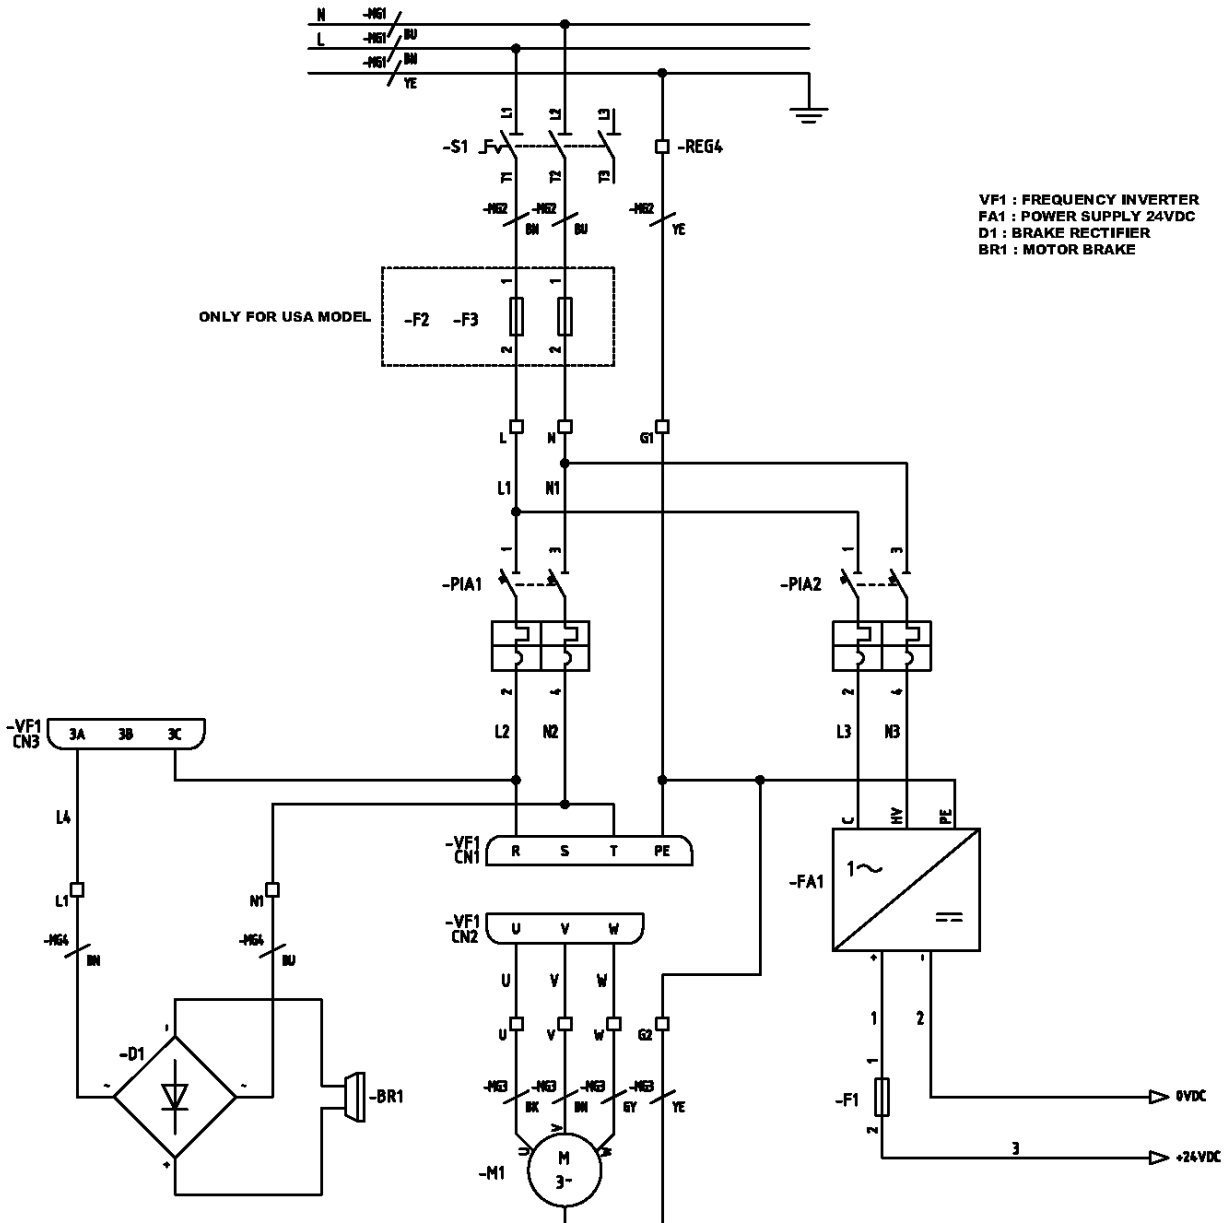 N -MG1 BU
L -MG1 BN
-MG1 YE
L1 L2 L3
-S1 -REG4
T1 T2 T3
-MG2 BN -MG2 BU -MG2 YE
VF1 : FREQUENCY INVERTER
FA1 : POWER SUPPLY 24VDC
D1 : BRAKE RECTIFIER
BR1 : MOTOR BRAKE
1 1
ONLY FOR USA MODEL -F2 -F3
2 2
L N G1
L1 N1
1 3 1 3
-PIA1 -PIA2
2 4 2 4
L2 N2 L3 N3
-VF1
CN3
3A 3B 3C
L4
C HV PE
-VF1
CN1
R S T PE
-FA1 1~
L1 N1
-VF1
CN2
U V W
-MG4 BN -MG4 BU
+ -
U V W
1 2
U V W G2
- -D1 1
~ ~
-MG3 BK -MG3 BN -MG3 GY -MG3 YE
-BR1 -F1 0VDC
+ U V W 2
3 +24VDC
-M1 M
3~